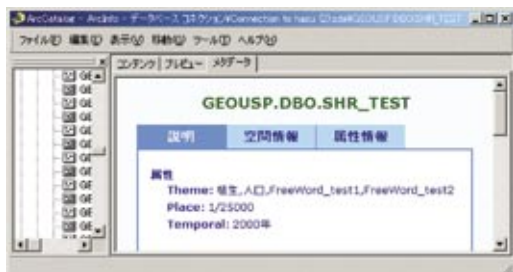 ArcCatalog - ArcInfo - データベース コネクション¥Connection to
ファイル(F) 編集(E) 表示(V) 移動(G) ツール(T) ヘルプ(H)
コンテンツ プレビュー メタデータ
GEOUSP.DBO.SHR_TEST
説明 空間情報 属性情報
属性
Theme: 植生,人口,FreeWord_test1,FreeWord_test2
Place: 1/25000
Temporal: 2000年